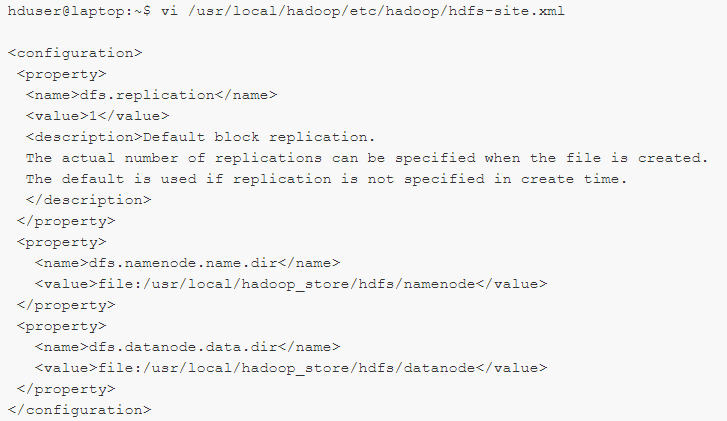 hduser@laptop:~$ vi /usr/local/hadoop/etc/hadoop/hdfs-site.xml
<configuration>
<property>
<name>dfs.replication</name>
<value>1</value>
<description>Default block replication.
The actual number of replications can be specified when the file is created.
The default is used if replication is not specified in create time.
</description>
</property>
<property>
<name>dfs.namenode.name.dir</name>
<value>file:/usr/local/hadoop_store/hdfs/namenode</value>
</property>
<property>
<name>dfs.datanode.data.dir</name>
<value>file:/usr/local/hadoop_store/hdfs/datanode</value>
</property>
</configuration>